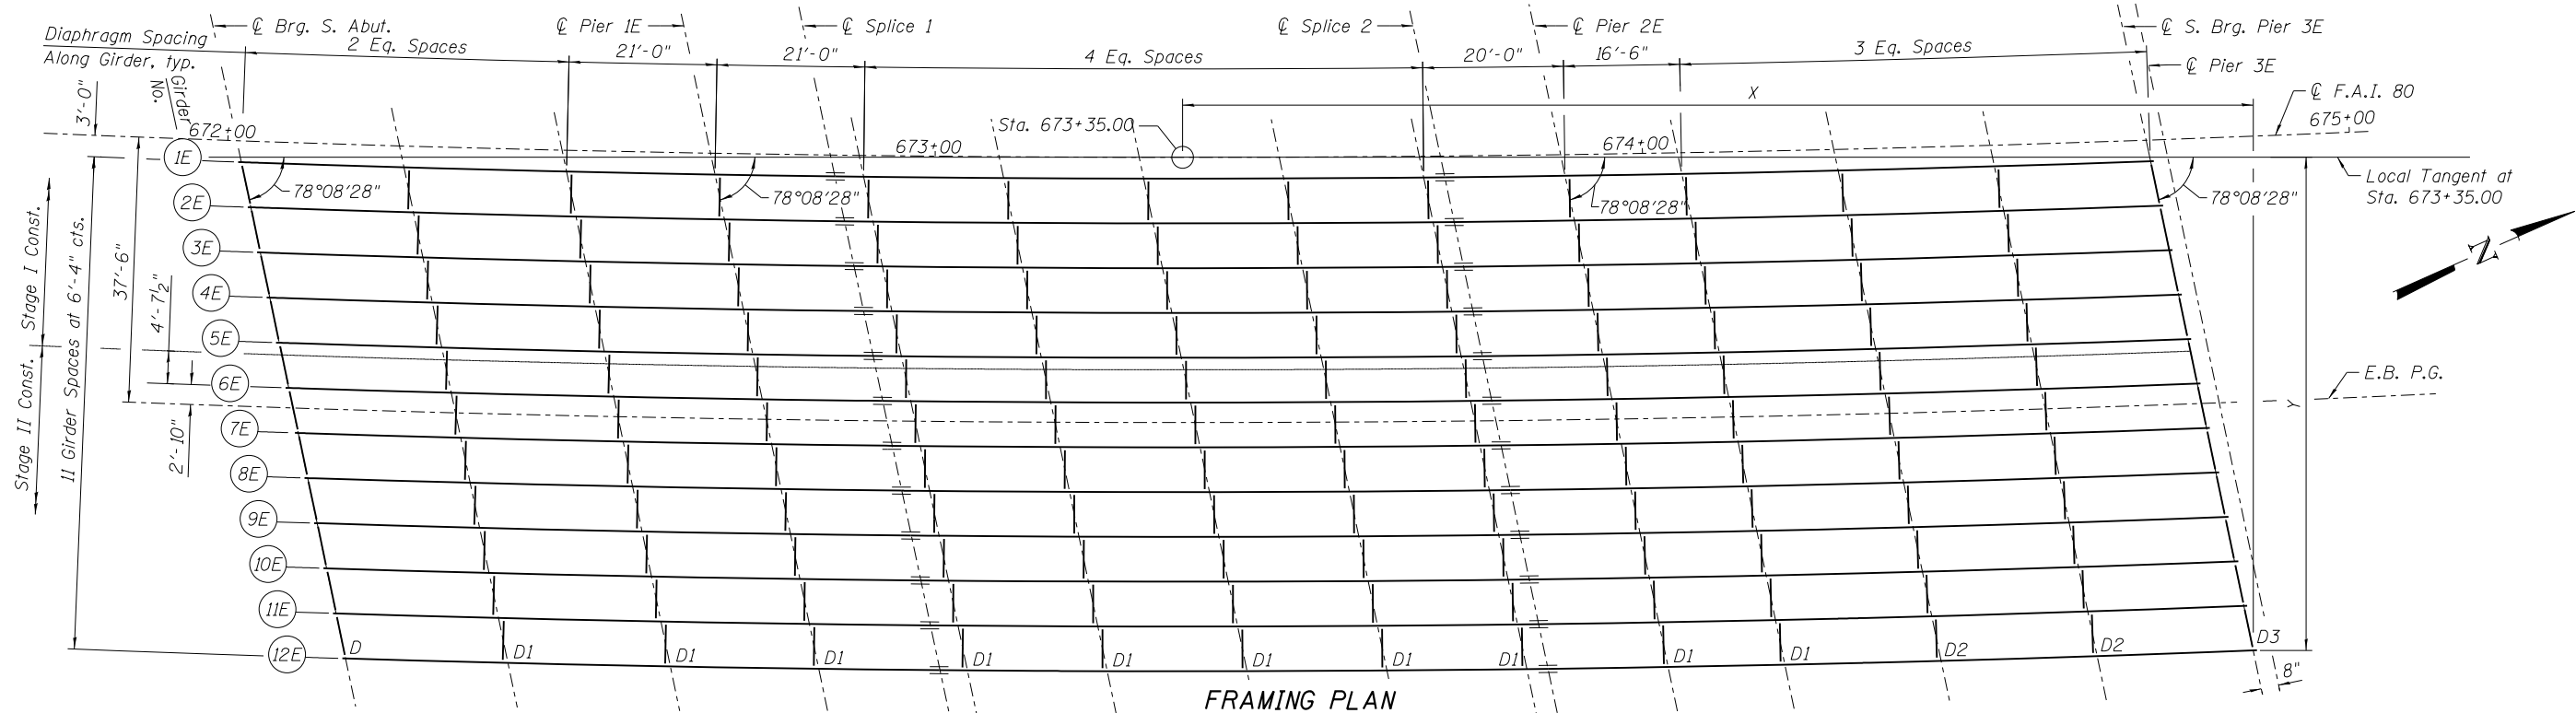 ℄ Brg. S. Abut.
℄ Pier 1E
℄ Splice 1
℄ Splice 2
℄ Pier 2E
℄ S. Brg. Pier 3E
℄ Pier 3E
Diaphragm Spacing
Along Girder, typ.
2 Eq. Spaces
21'-0"
21'-0"
4 Eq. Spaces
20'-0"
16'-6"
3 Eq. Spaces
X
℄ F.A.I. 80
3'-0"
Girder
No.
672+00
Sta. 673+35.00
673+00
674+00
675+00
1E
2E
3E
4E
5E
6E
7E
8E
9E
10E
11E
12E
78°08'28"
78°08'28"
78°08'28"
78°08'28"
Local Tangent at
Sta. 673+35.00
N
Stage I Const.
Stage II Const.
11 Girder Spaces at 6'-4" cts.
37'-6"
4'-7½"
2'-10"
E.B. P.G.
Y
D
D1
D1
D1
D1
D1
D1
D1
D1
D1
D1
D2
D2
D3
8"
FRAMING PLAN